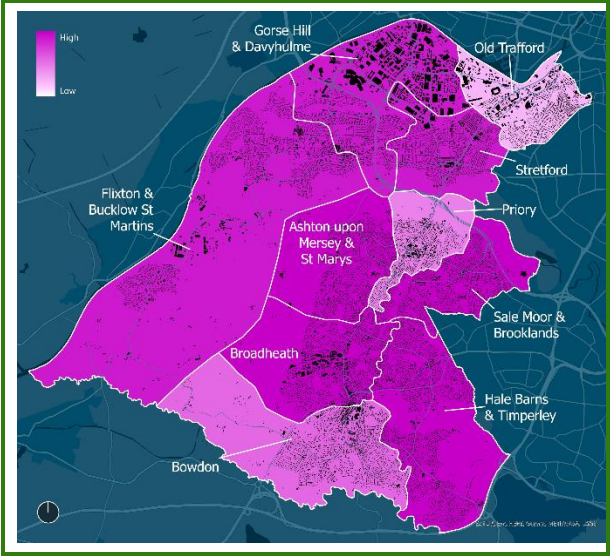 High
Low
Gorse Hill
& Davyhulme
Old Trafford
Stretford
Flixton &
Bucklow St
Martins
Priory
Ashton upon
Mersey &
St Marys
Sale Moor &
Brooklands
Broadheath
Hale Barns
& Timperley
Bowdon